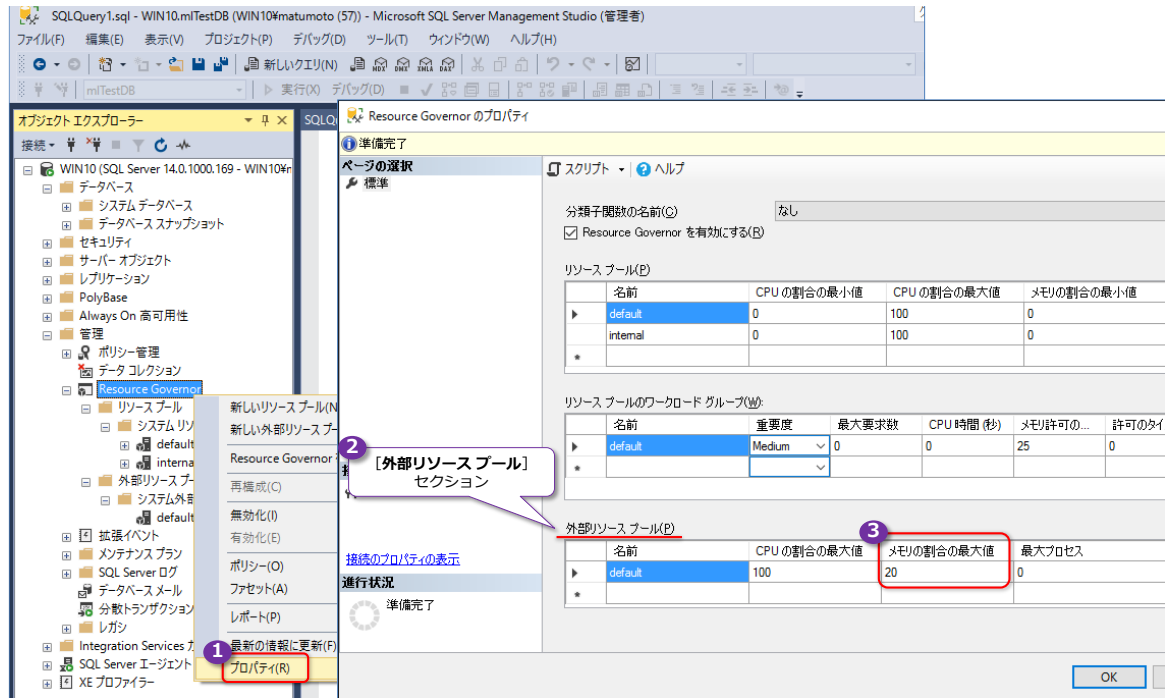 SQLQuery1.sql - WIN10.mlTestDB (WIN10¥matumoto (57)) - Microsoft SQL Server Management Studio (管理者)
ファイル(F) 編集(E) 表示(V) プロジェクト(P) デバッグ(D) ツール(T) ウィンドウ(W) ヘルプ(H)
新しいクエリ(N) MDX DMX XMLA DAX
mlTestDB 実行(X) デバッグ(D)
オブジェクト エクスプローラー
SQLQ
接続
WIN10 (SQL Server 14.0.1000.169 - WIN10¥
データベース
システム データベース
データベース スナップショット
セキュリティ
サーバー オブジェクト
レプリケーション
PolyBase
Always On 高可用性
管理
ポリシー管理
データ コレクション
Resource Governor
リソース プール
システム リソ
default
interna
外部リソース プー
システム外部
default
拡張イベント
メンテナンス プラン
SQL Server ログ
データベース メール
分散トランザクション
レガシ
Integration Services
SQL Server エージェント
XE プロファイラー
新しいリソース プール(N
新しい外部リソース プー
Resource Governor
再構成(C)
無効化(I)
有効化(E)
ポリシー(O)
ファセット(A)
レポート(P)
最新の情報に更新(F)
1
プロパティ(R)
Resource Governor のプロパティ
準備完了
ページの選択
標準
2
[外部リソース プール]
セクション
接続のプロパティの表示
進行状況
準備完了
スクリプト ヘルプ
分類子関数の名前(C) なし
Resource Governor を有効にする(R)
リソース プール(P)
名前 CPU の割合の最小値 CPU の割合の最大値 メモリの割合の最小値
default 0 100 0
internal 0 100 0
リソース プールのワークロード グループ(W):
名前 重要度 最大要求数 CPU 時間 (秒) メモリ許可の... 許可のタイ
default Medium 0 0 25 0
外部リソース プール(P)
3
名前 CPU の割合の最大値 メモリの割合の最大値 最大プロセス
default 100 20 0
OK